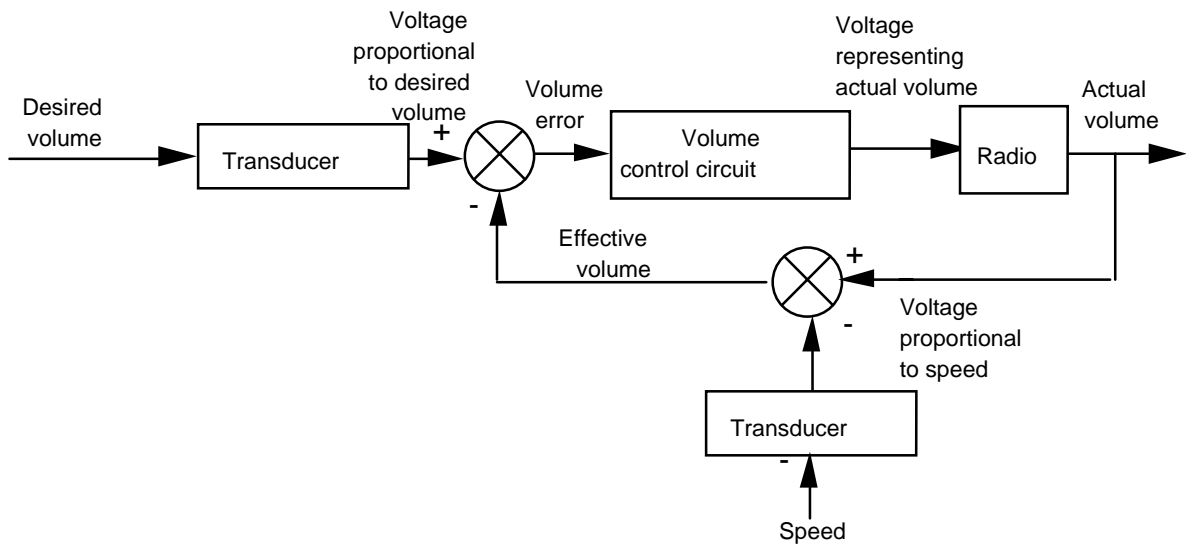 Voltage
proportional
to desired
volume
Voltage
representing
actual volume
Desired
volume
Volume
error
Actual
volume
+
Transducer
Volume
control circuit
Radio
-
Effective
volume
+
-
Voltage
proportional
to speed
Transducer
-
Speed